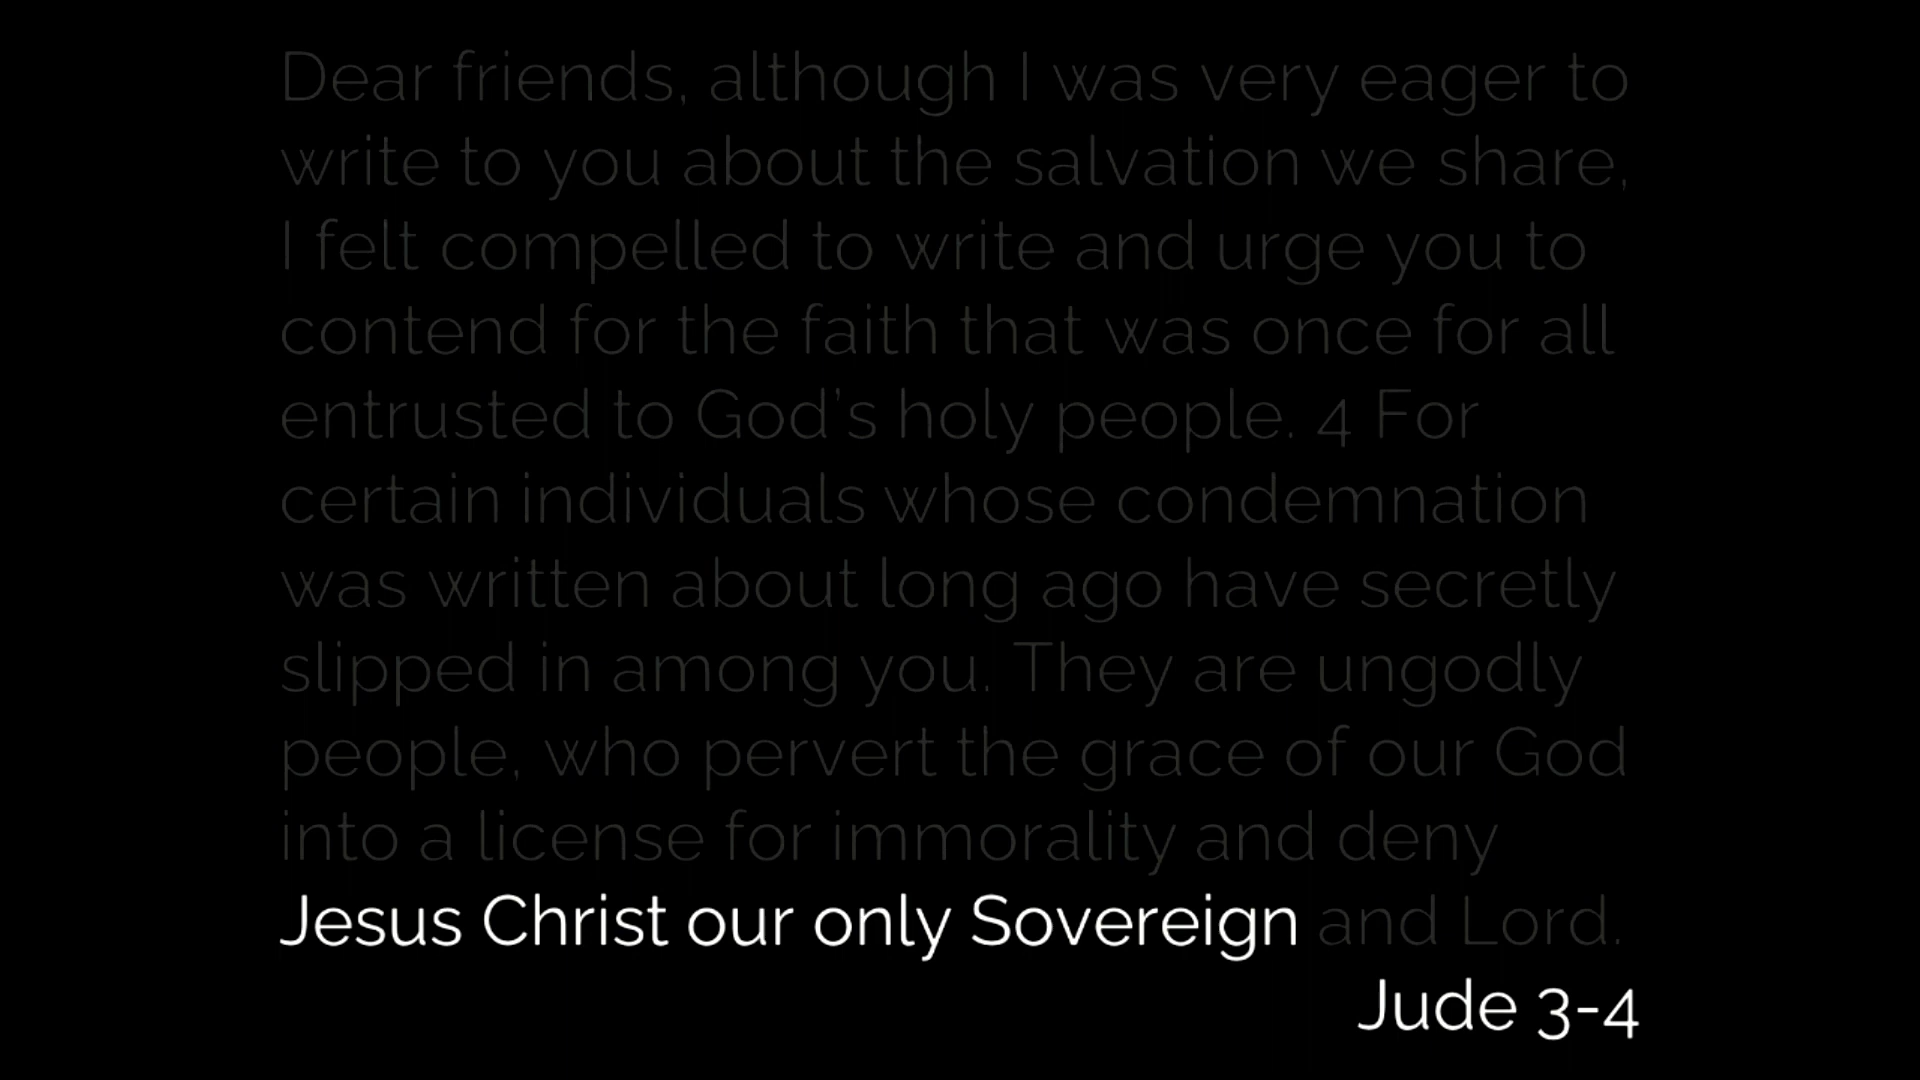 Dear friends, although I was very eager to
write to you about the salvation we share,
I felt compelled to write and urge you to
contend for the faith that was once for all
entrusted to God’s holy people. 4 For
certain individuals whose condemnation
was written about long ago have secretly
slipped in among you. They are ungodly
people, who pervert the grace of our God
into a license for immorality and deny
Jesus Christ our only Sovereign and Lord.
Jude 3-4